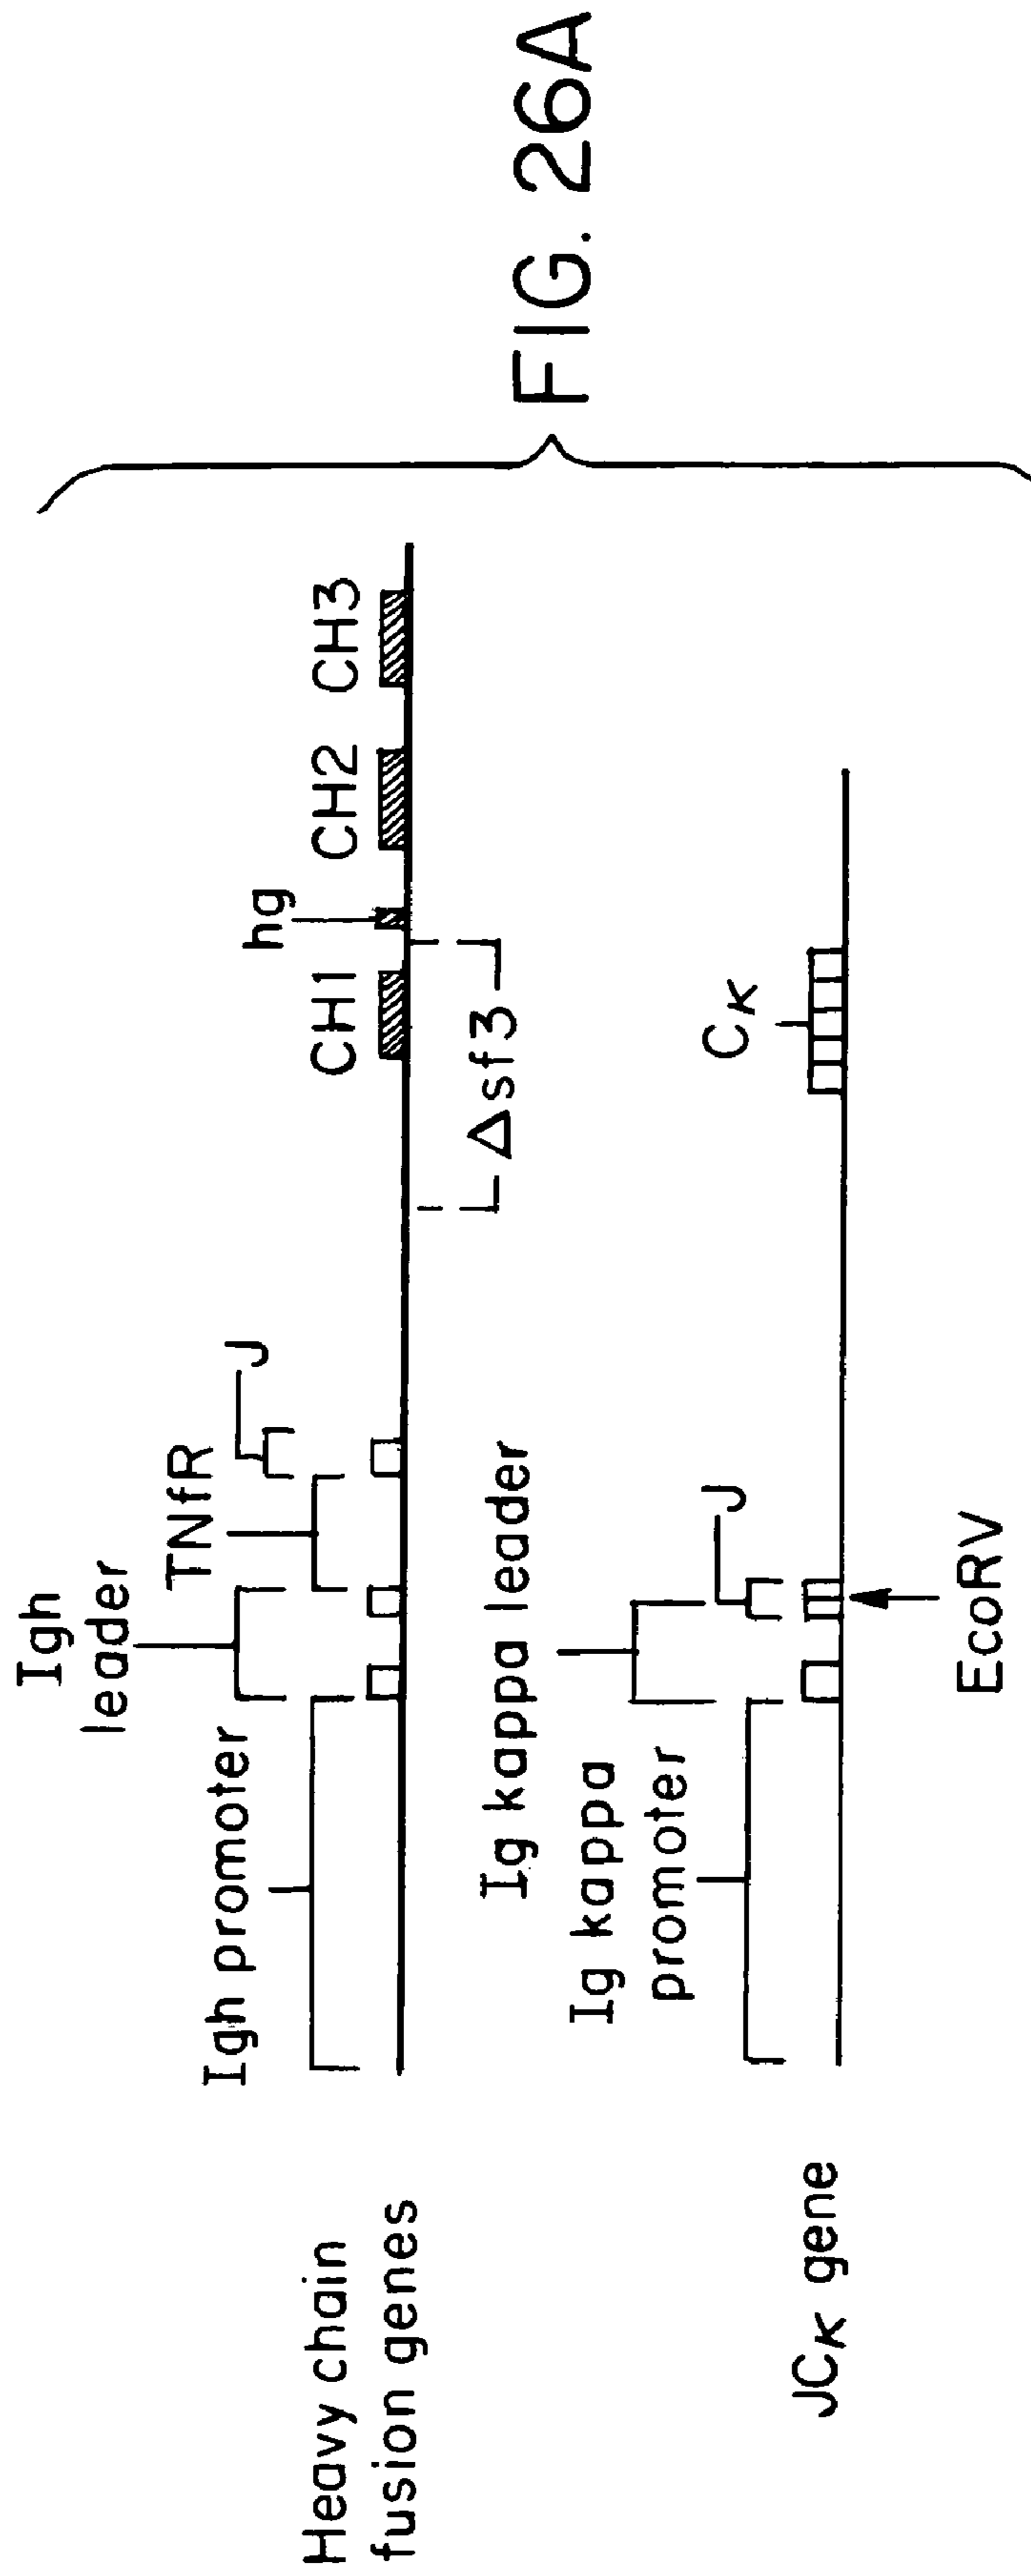 Heavy chain
fusion genes
Igh promoter
Igh
leader
TNfR
J
CH1
hg
CH2
CH3
Δsf3
JCκ gene
Ig kappa
promoter
Ig kappa leader
J
EcoRV
Cκ
FIG. 26A